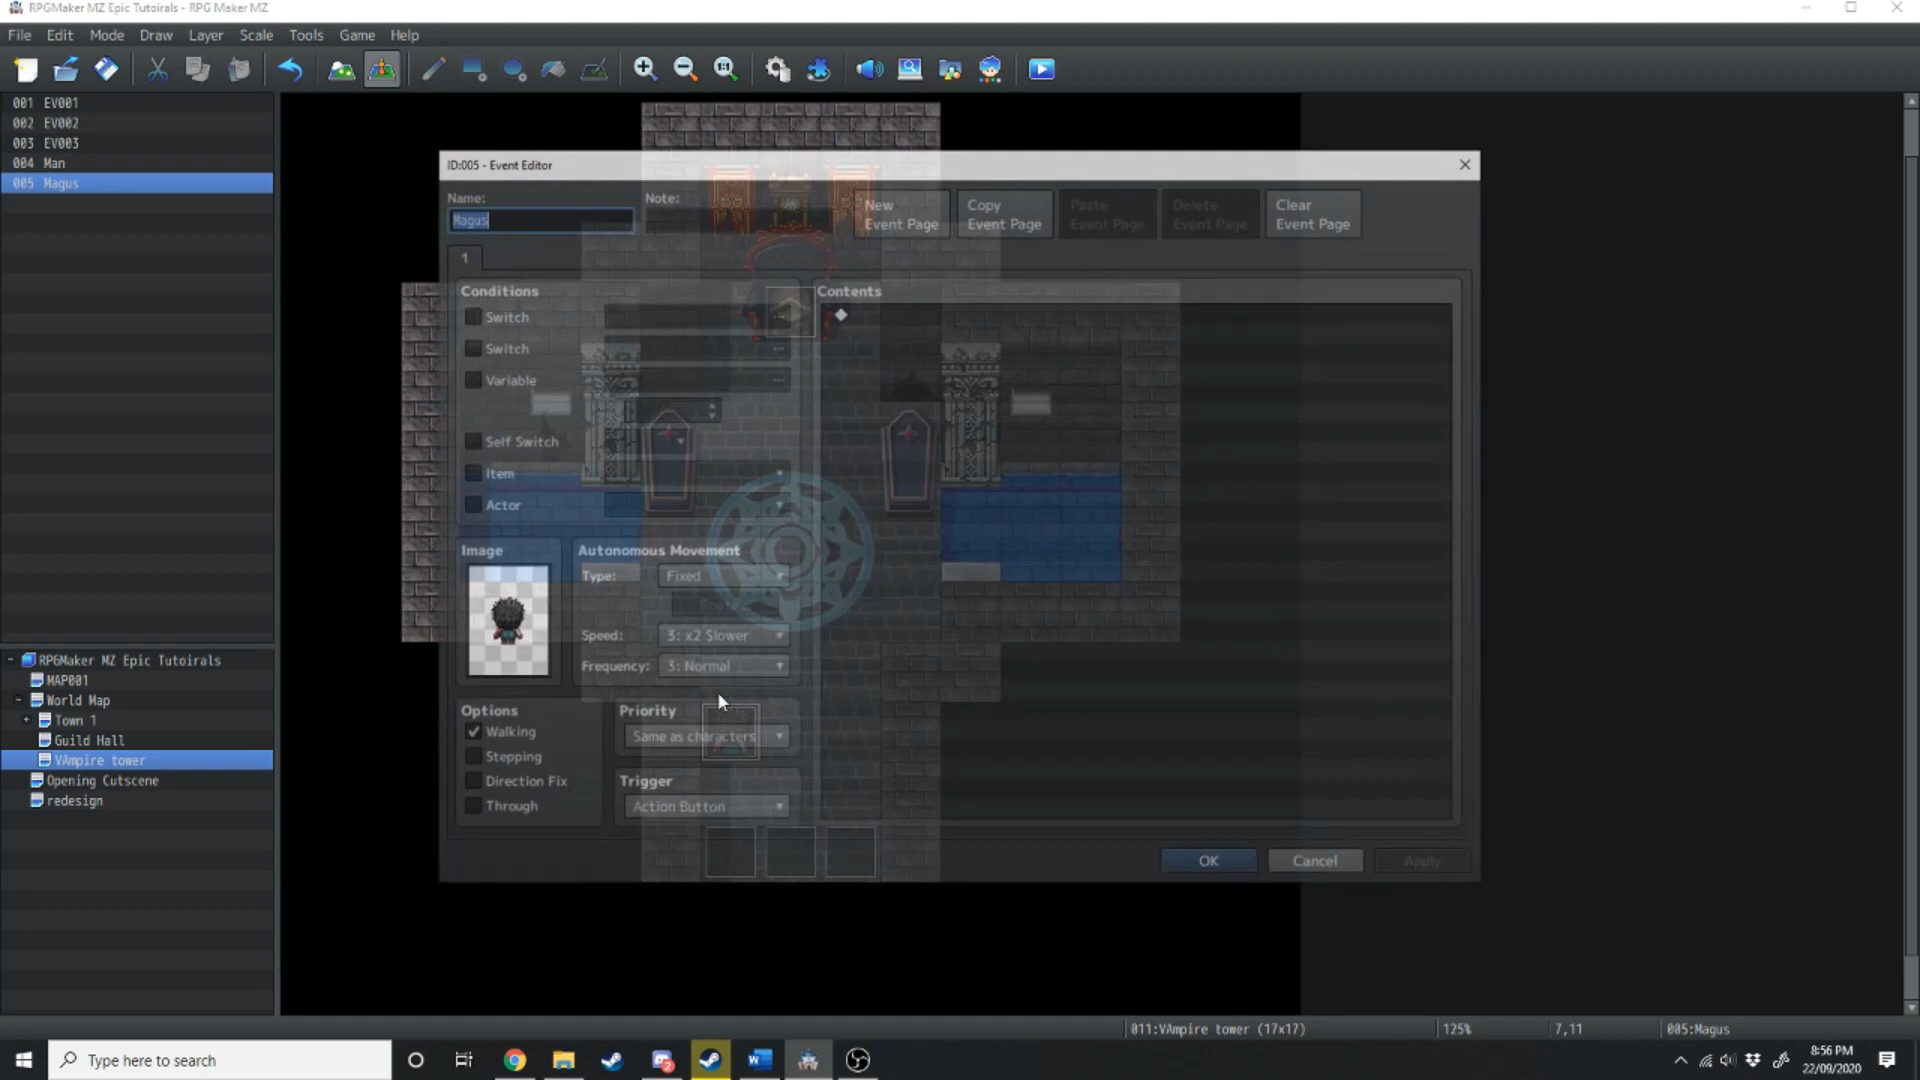 RPGMaker MZ Epic Tutoirals - RPG Maker MZ
File Edit Mode Draw Layer Scale Tools Game Help
001 EV001
002 EV002
003 EV003
004 Man
005 Magus
ID:005 - Event Editor
Name:
Note:
Magus
New Event Page
Copy Event Page
Paste Event Page
Delete Event Page
Clear Event Page
1
Conditions
Switch
Switch
Variable
Self Switch
Item
Actor
Contents
Image
Autonomous Movement
Type: Fixed
Route...
Speed: 3: x2 Slower
Frequency: 3: Normal
Options
Walking
Stepping
Direction Fix
Through
Priority
Same as characters
Trigger
Action Button
OK
Cancel
Apply
RPGMaker MZ Epic Tutoirals
MAP001
World Map
Town 1
Guild Hall
VAmpire tower
Opening Cutscene
redesign
011:VAmpire tower (17x17)
125%
7,11
005:Magus
Type here to search
8:56 PM
22/09/2020